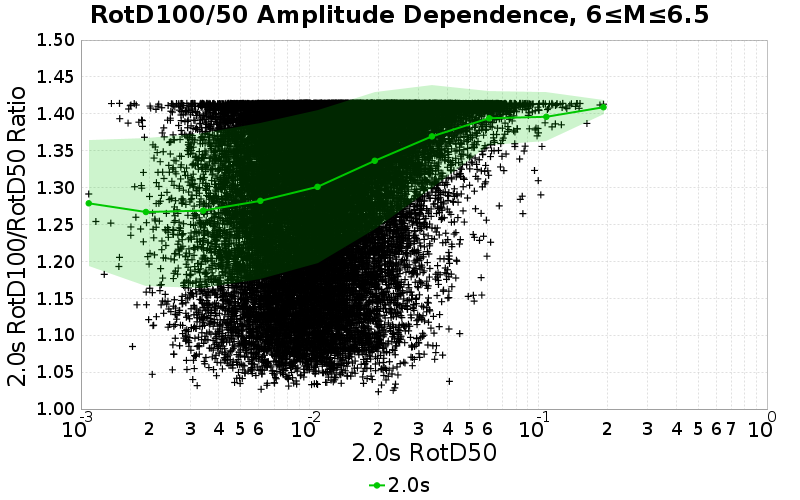 RotD100/50 Amplitude Dependence, 6≤M≤6.5
2.0s RotD100/RotD50 Ratio
1.50
1.45
1.40
1.35
1.30
1.25
1.20
1.15
1.10
1.05
1.00
10-3 2 3 4 5 6 10-2 2 3 4 5 6 10-1 2 3 4 5 6 7 100
2.0s RotD50
2.0s